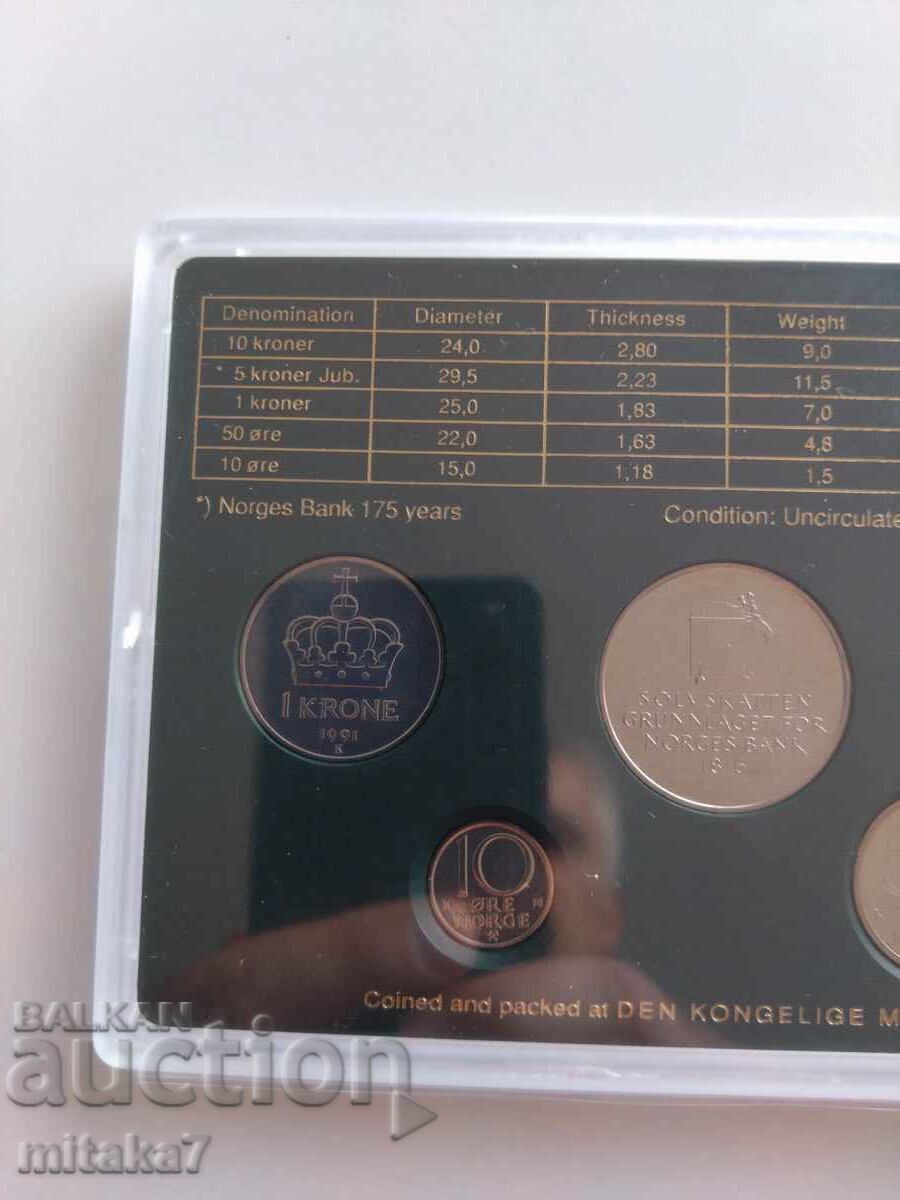 Denomination Diameter Thickness Weight
10 kroner 24,0 2,80 9,0
5 kroner Jub. 29,5 2,23 11,5
1 kroner 25,0 1,83 7,0
50 øre 22,0 1,63 4,8
10 øre 15,0 1,18 1,5
*) Norges Bank 175 years Condition: Uncirculate
1 KRONE
1991
K
SØLVSKATTEN
GRUNNLAGET FOR
NORGES BANK
1816
10
K ØRE
NORGE
Coined and packed at DEN KONGELIGE M
BALKAN
auction
mitaka7